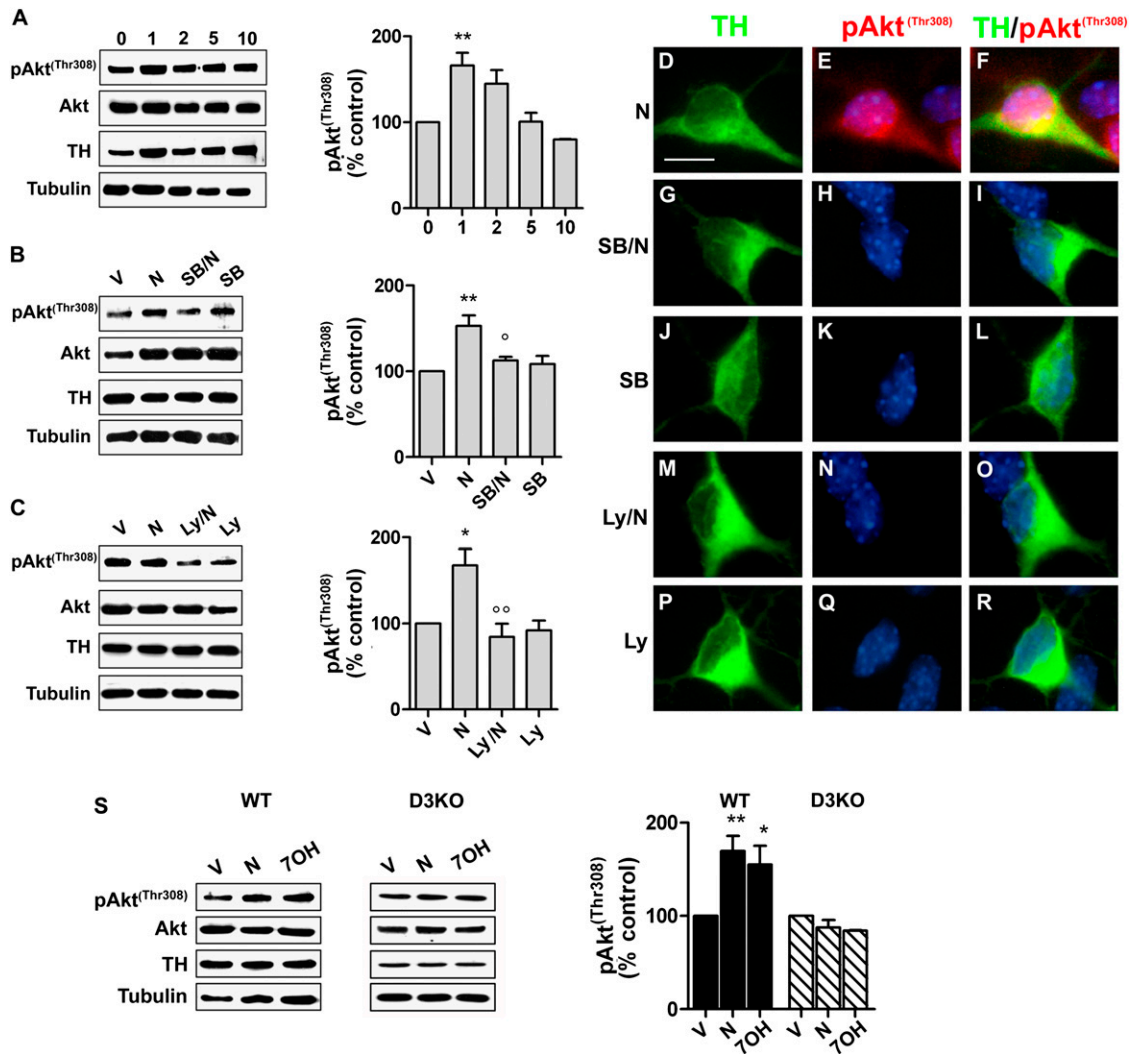 A
0 1 2 5 10
pAkt(Thr308)
Akt
TH
Tubulin
pAkt(Thr308)
(% control)
200
**
100
0
0 1 2 5 10
B
V N SB/N SB
pAkt(Thr308)
Akt
TH
Tubulin
pAkt(Thr308)
(% control)
200
**
°
100
0
V N SB/N SB
C
V N Ly/N Ly
pAkt(Thr308)
Akt
TH
Tubulin
pAkt(Thr308)
(% control)
200
*
°°
100
0
V N Ly/N Ly
TH pAkt(Thr308) TH/pAkt(Thr308)
N D E F
SB/N G H I
SB J K L
Ly/N M N O
Ly P Q R
S
WT D3KO
V N 7OH V N 7OH
pAkt(Thr308)
Akt
TH
Tubulin
WT D3KO
pAkt(Thr308)
(% control)
200
** *
100
0
V N 7OH V N 7OH